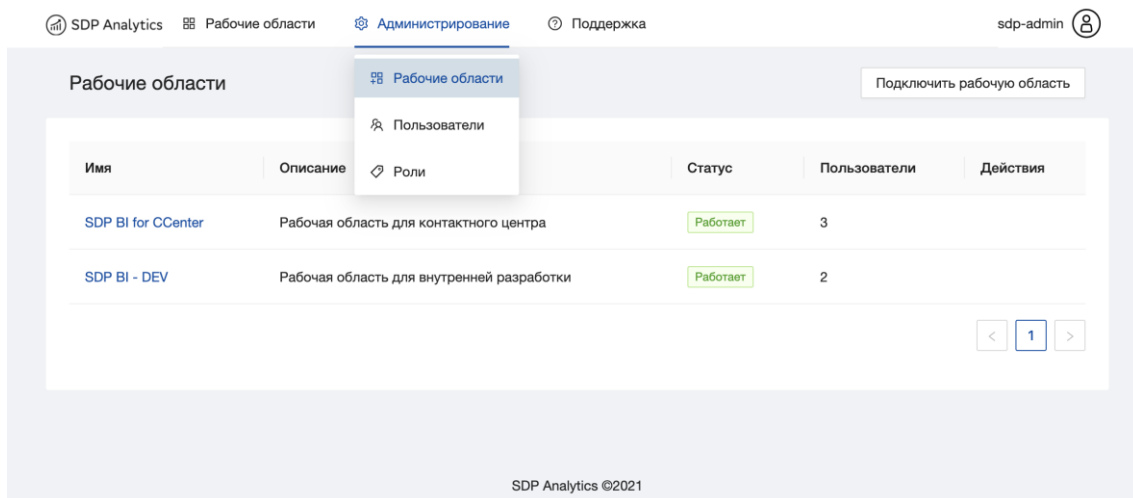 SDP Analytics Рабочие области Администрирование Поддержка sdp-admin
Рабочие области
Рабочие области
Подключить рабочую область
Пользователи
Роли
Имя Описание Статус Пользователи Действия
SDP BI for CCenter Рабочая область для контактного центра Работает 3
SDP BI - DEV Рабочая область для внутренней разработки Работает 2
< 1 >
SDP Analytics ©2021